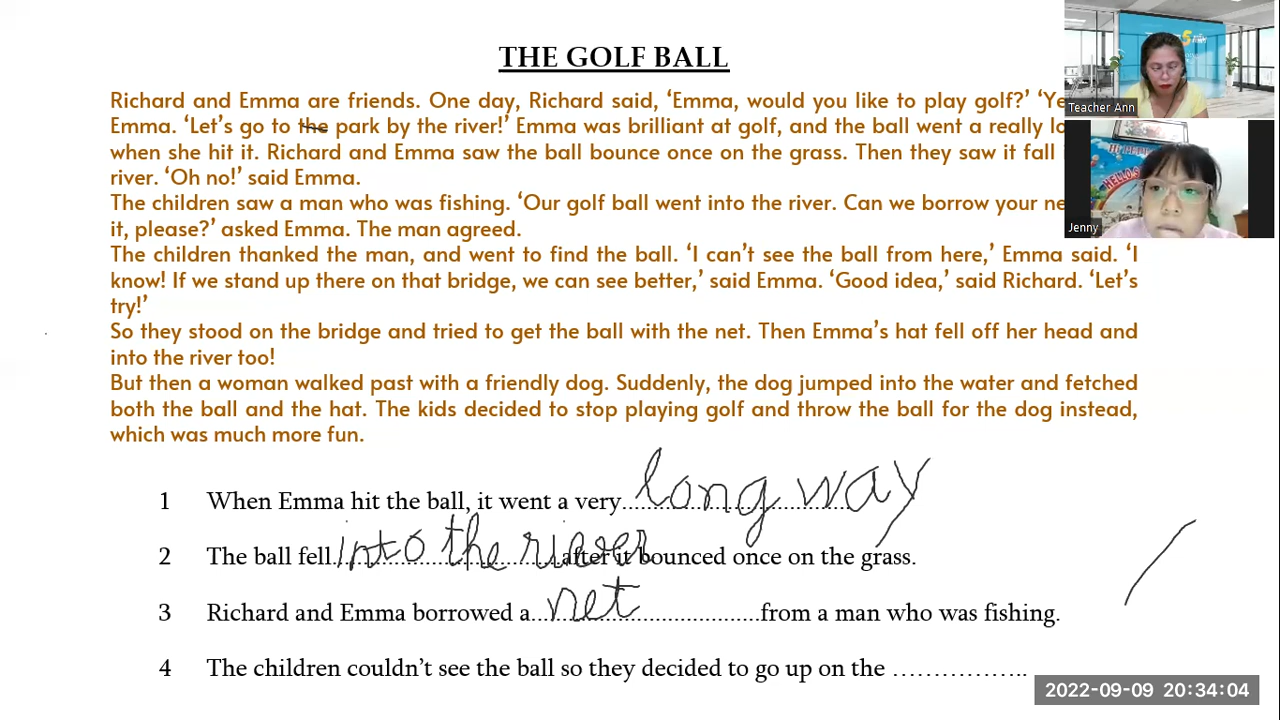 THE GOLF BALL
Richard and Emma are friends. One day, Richard said, ‘Emma, would you like to play golf?’ ‘Ye
Emma. ‘Let’s go to the park by the river!’ Emma was brilliant at golf, and the ball went a really lo
when she hit it. Richard and Emma saw the ball bounce once on the grass. Then they saw it fall
river. ‘Oh no!’ said Emma.
The children saw a man who was fishing. ‘Our golf ball went into the river. Can we borrow your ne
it, please?’ asked Emma. The man agreed.
The children thanked the man, and went to find the ball. ‘I can’t see the ball from here,’ Emma said. ‘I
know! If we stand up there on that bridge, we can see better,’ said Emma. ‘Good idea,’ said Richard. ‘Let’s
try!’
So they stood on the bridge and tried to get the ball with the net. Then Emma’s hat fell off her head and
into the river too!
But then a woman walked past with a friendly dog. Suddenly, the dog jumped into the water and fetched
both the ball and the hat. The kids decided to stop playing golf and throw the ball for the dog instead,
which was much more fun.
1 When Emma hit the ball, it went a very long way
2 The ball fell into the river after it bounced once on the grass.
3 Richard and Emma borrowed a net from a man who was fishing.
4 The children couldn’t see the ball so they decided to go up on the ……………..
Teacher Ann
Jenny
2022-09-09 20:34:04